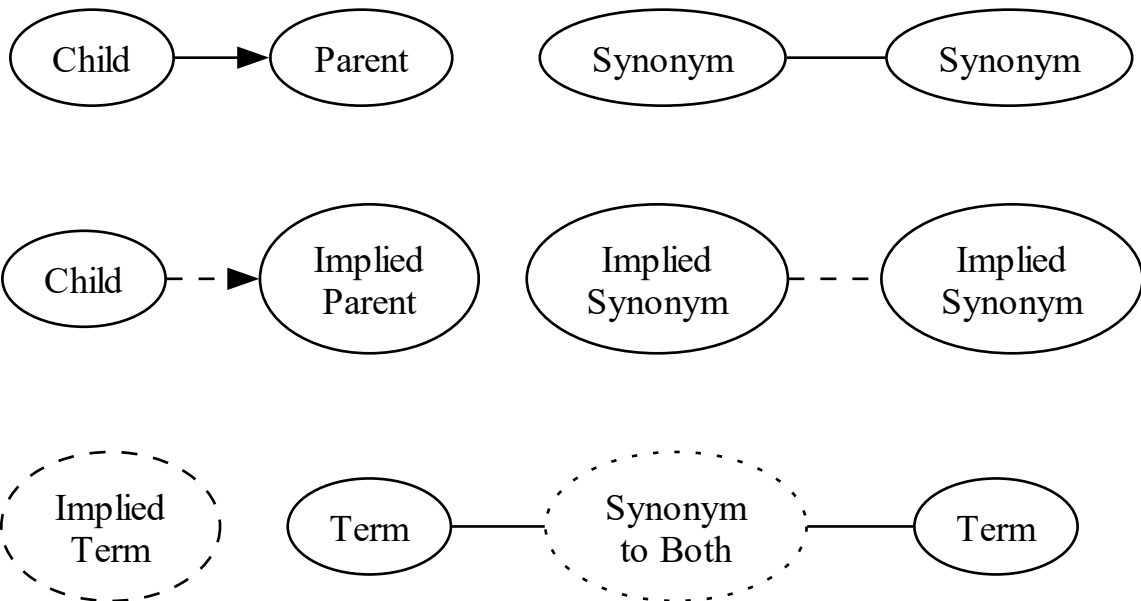 Child
Parent
Synonym
Synonym
Child
Implied
Parent
Implied
Synonym
Implied
Synonym
Implied
Term
Term
Synonym
to Both
Term